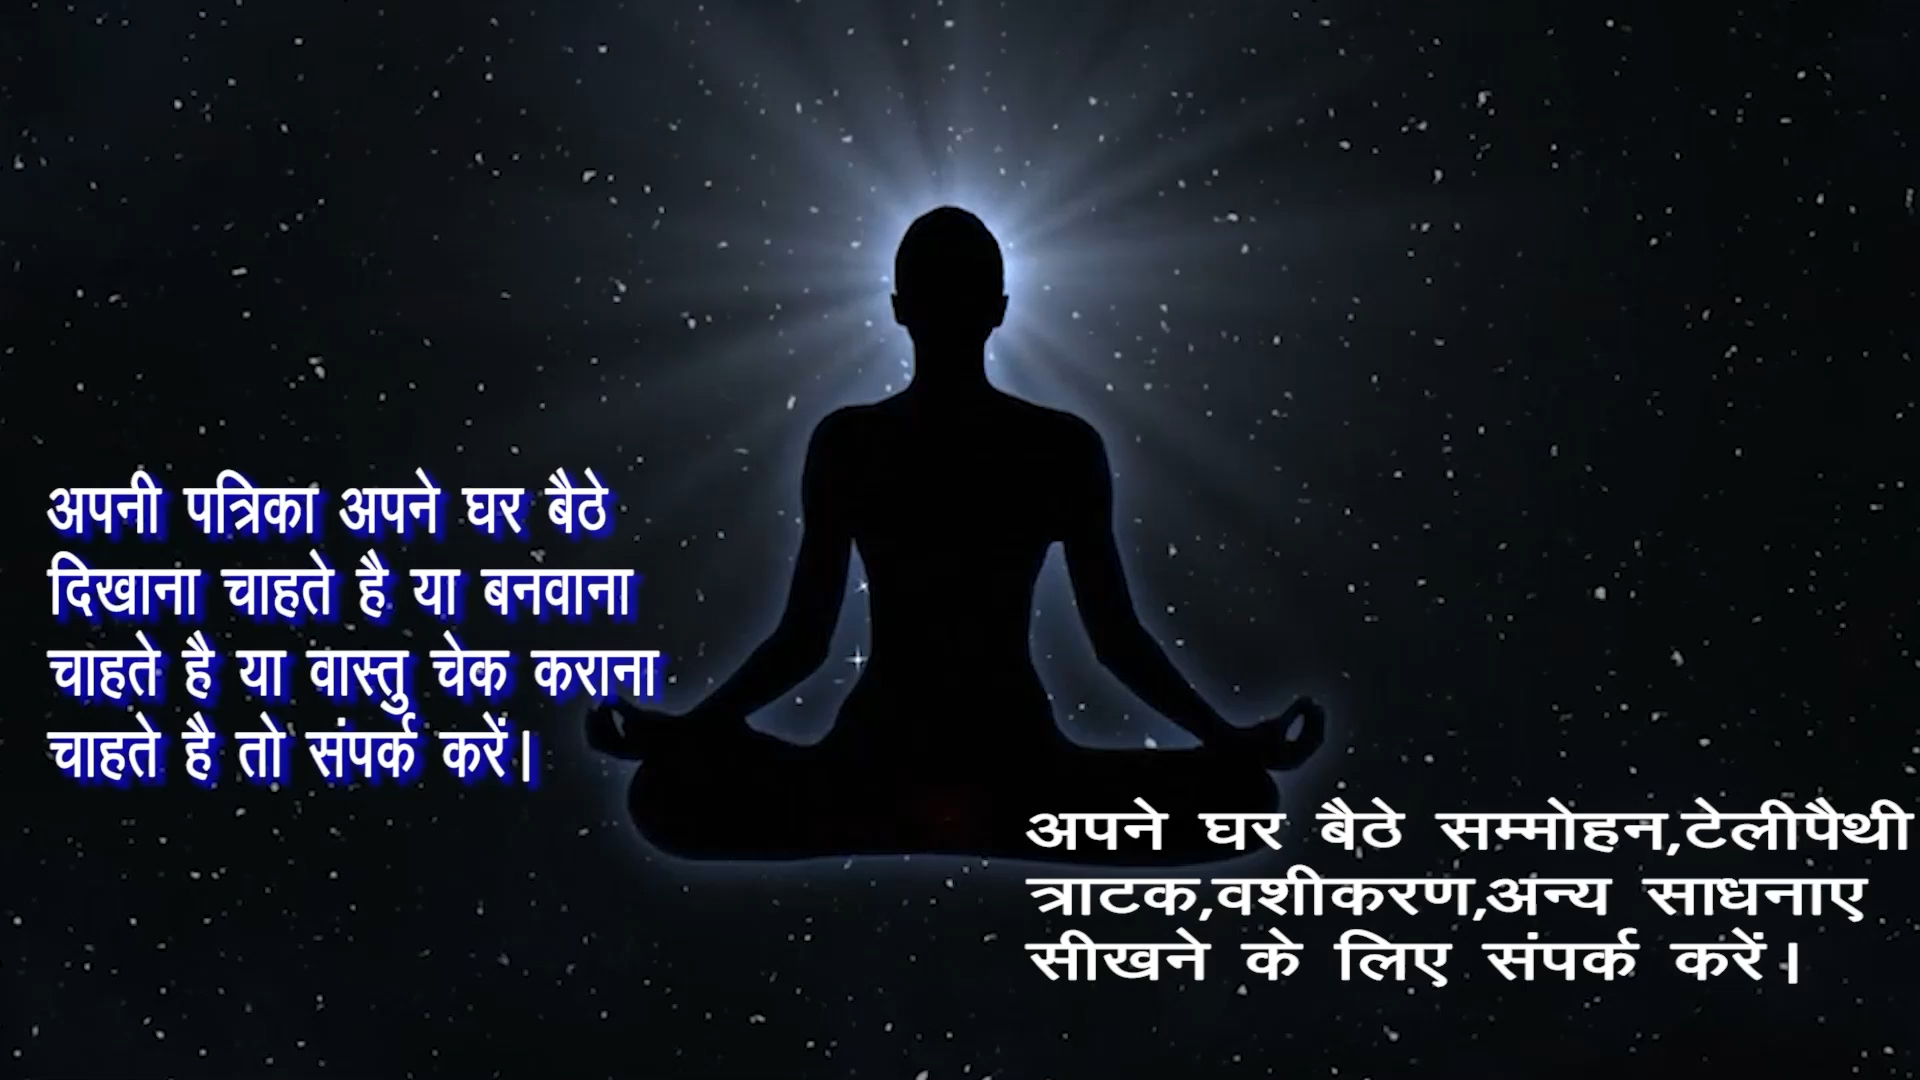 अपनी पत्रिका अपने घर बैठे
दिखाना चाहते है या बनवाना
चाहते है या वास्तु चेक कराना
चाहते है तो संपर्क करें।
अपने घर बैठे सम्मोहन,टेलीपैथी
त्राटक,वशीकरण,अन्य साधनाए
सीखने के लिए संपर्क करें।